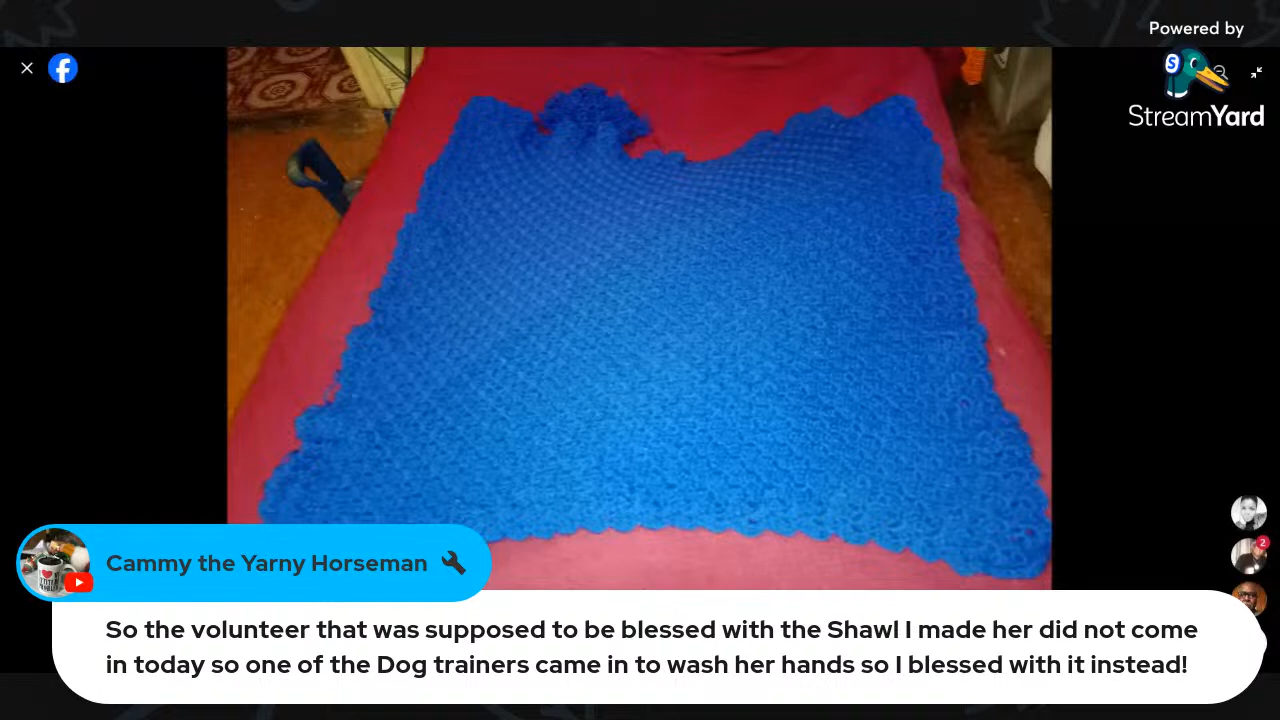 Powered by
StreamYard
Cammy the Yarny Horseman
So the volunteer that was supposed to be blessed with the Shawl I made her did not come
in today so one of the Dog trainers came in to wash her hands so I blessed with it instead!
2